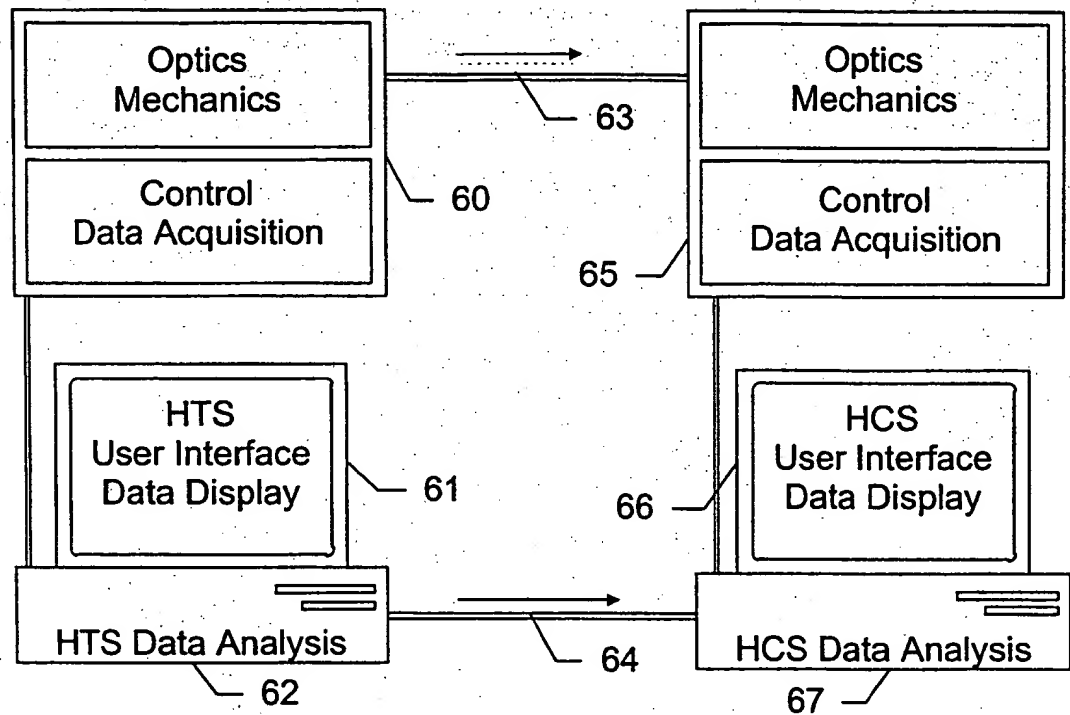 Optics
Mechanics
Control
Data Acquisition
60
63
Optics
Mechanics
Control
Data Acquisition
65
HTS
User Interface
Data Display
61
HTS Data Analysis
62
64
HCS
User Interface
Data Display
66
HCS Data Analysis
67